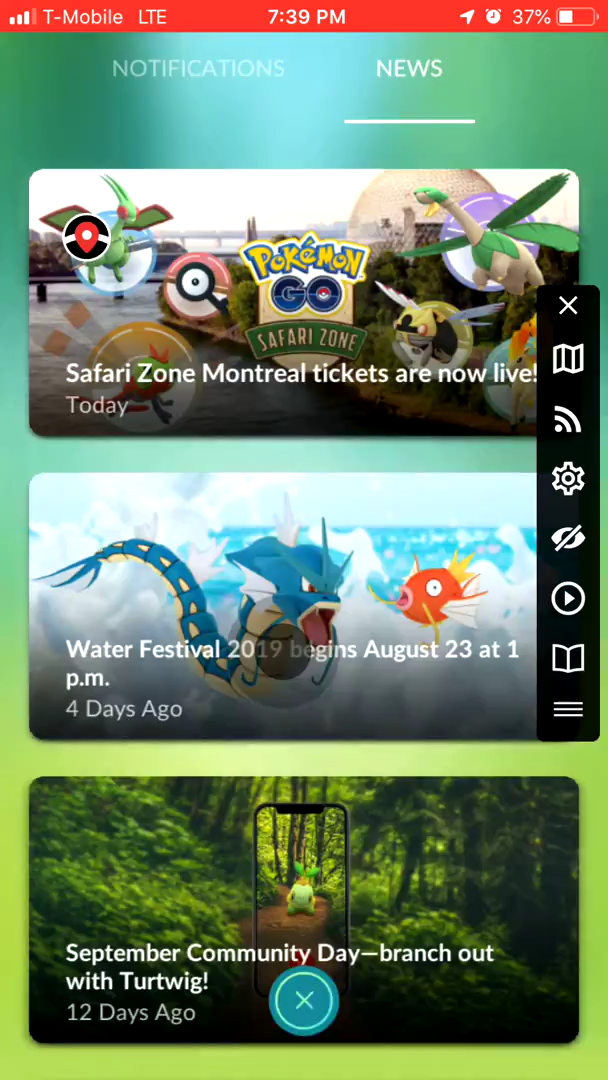 T-Mobile LTE 7:39 PM 37%
NOTIFICATIONS NEWS
POKÉMON
GO
SAFARI ZONE
Safari Zone Montreal tickets are now live!
Today
Water Festival 2019 begins August 23 at 1
p.m.
4 Days Ago
September Community Day—branch out
with Turtwig!
12 Days Ago